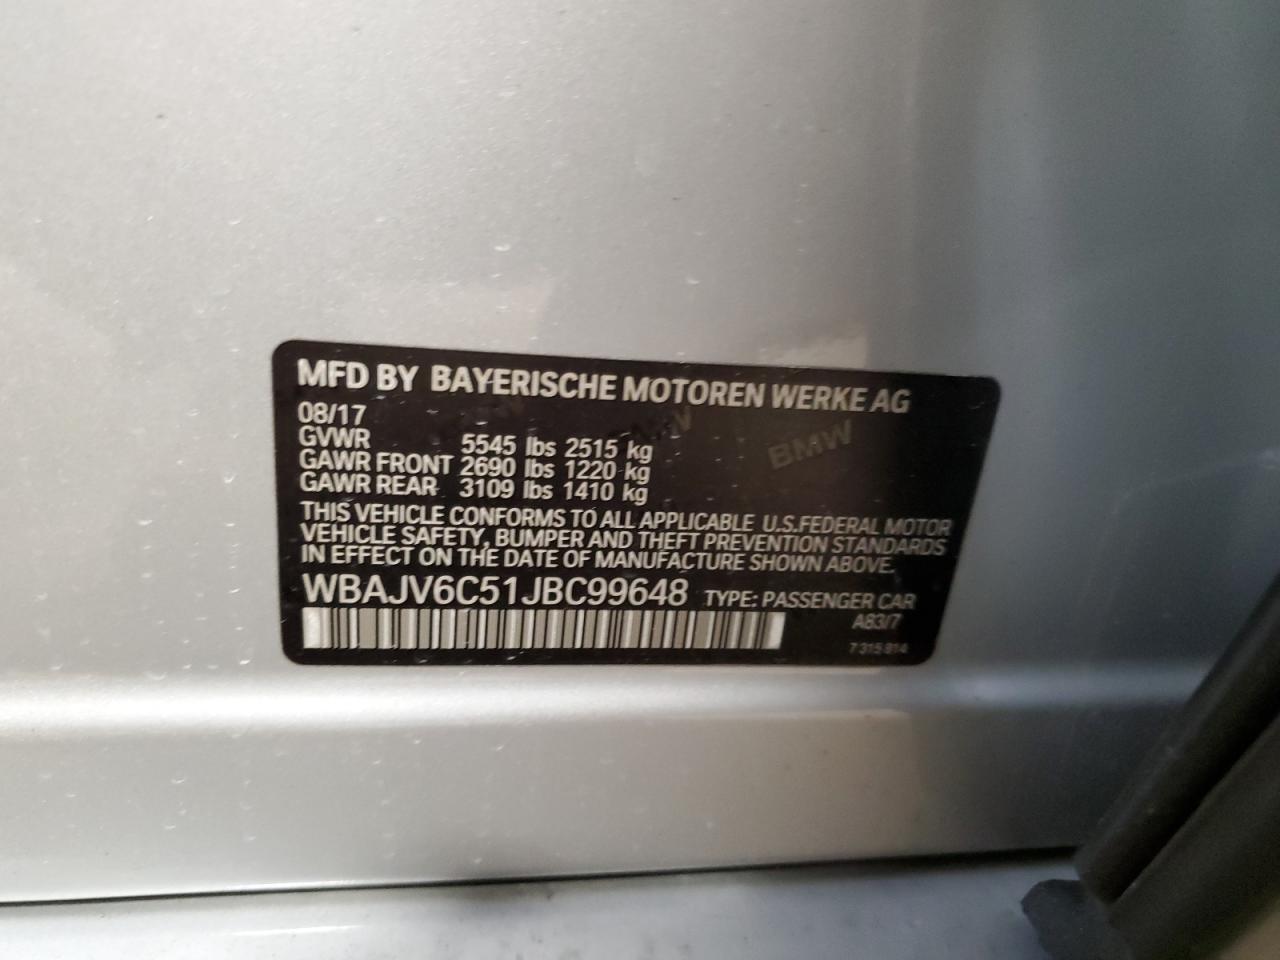 MFD BY BAYERISCHE MOTOREN WERKE AG
08/17
GVWR 5545 lbs 2515 kg
GAWR FRONT 2690 lbs 1220 kg
GAWR REAR 3109 lbs 1410 kg
THIS VEHICLE CONFORMS TO ALL APPLICABLE U.S.FEDERAL MOTOR
VEHICLE SAFETY, BUMPER AND THEFT PREVENTION STANDARDS
IN EFFECT ON THE DATE OF MANUFACTURE SHOWN ABOVE.
WBAJV6C51JBC99648 TYPE: PASSENGER CAR
A83/7
7 315 814
BMW